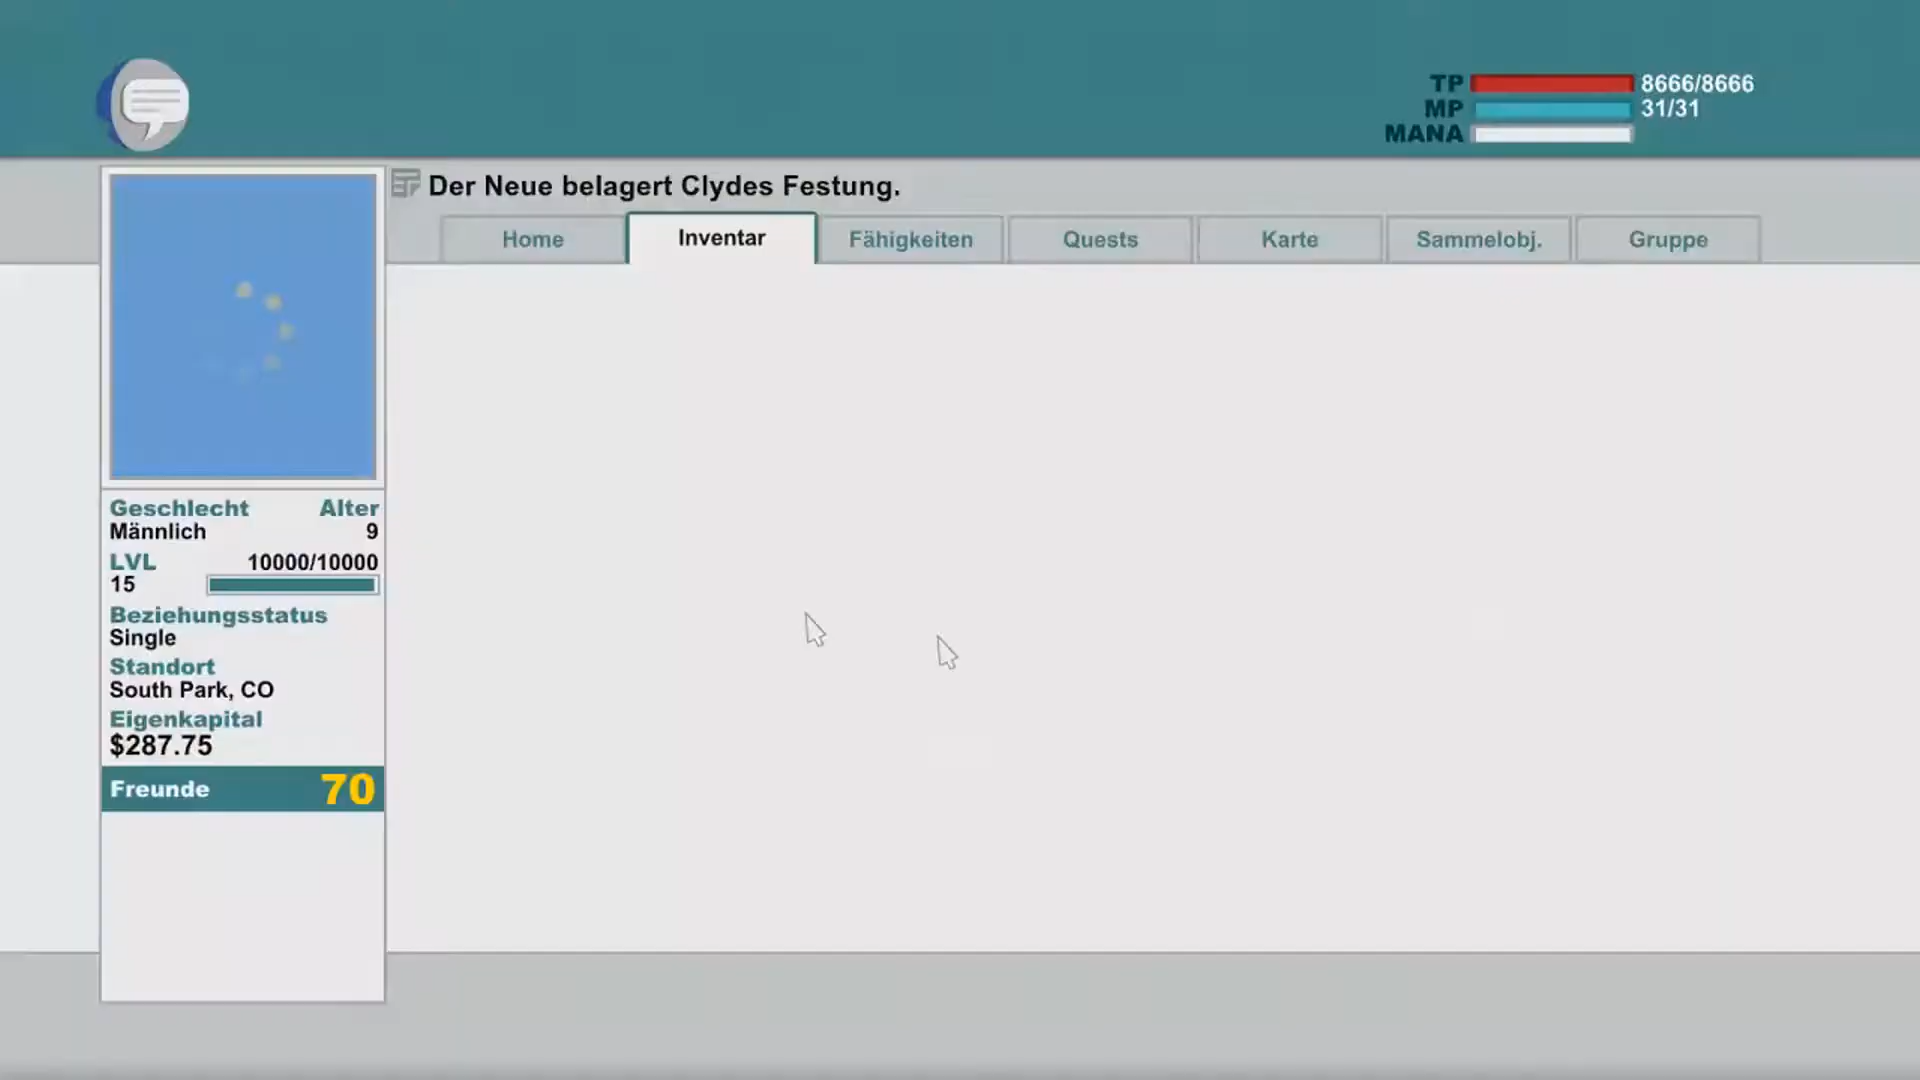 TP 8666/8666
MP 31/31
MANA
Der Neue belagert Clydes Festung.
Home Inventar Fähigkeiten Quests Karte Sammelobj. Gruppe
Geschlecht Alter
Männlich 9
LVL 10000/10000
15
Beziehungsstatus
Single
Standort
South Park, CO
Eigenkapital
$287.75
Freunde 70